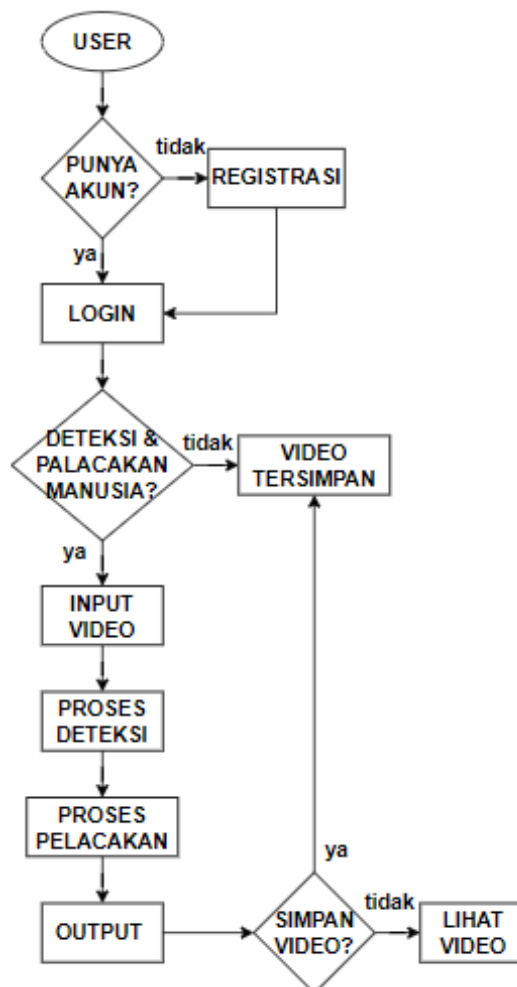 USER
PUNYA
AKUN?
tidak
REGISTRASI
ya
LOGIN
DETEKSI &
PALACAKAN
MANUSIA?
tidak
VIDEO
TERSIMPAN
ya
INPUT
VIDEO
PROSES
DETEKSI
PROSES
PELACAKAN
OUTPUT
ya
SIMPAN
VIDEO?
tidak
LIHAT
VIDEO